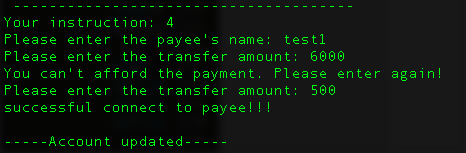 -----------------------------------
Your instruction: 4
Please enter the payee's name: test1
Please enter the transfer amount: 6000
You can't afford the payment. Please enter again!
Please enter the transfer amount: 500
successful connect to payee!!!

-----Account updated-----